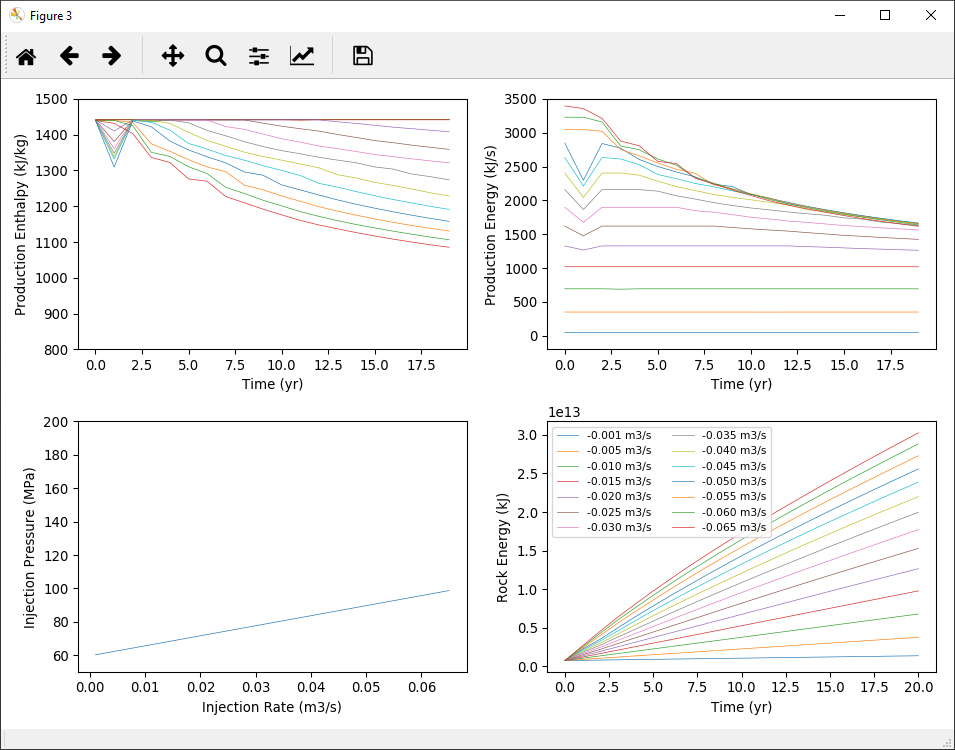 Figure 3
1500
1400
1300
1200
1100
1000
900
800
Production Enthalpy (kJ/kg)
0.0 2.5 5.0 7.5 10.0 12.5 15.0 17.5
Time (yr)
3500
3000
2500
2000
1500
1000
500
0
Production Energy (kJ/s)
0.0 2.5 5.0 7.5 10.0 12.5 15.0 17.5
Time (yr)
200
180
160
140
120
100
80
60
Injection Pressure (MPa)
0.00 0.01 0.02 0.03 0.04 0.05 0.06
Injection Rate (m3/s)
1e13
3.0
2.5
2.0
1.5
1.0
0.5
0.0
Rock Energy (kJ)
-0.001 m3/s -0.035 m3/s
-0.005 m3/s -0.040 m3/s
-0.010 m3/s -0.045 m3/s
-0.015 m3/s -0.050 m3/s
-0.020 m3/s -0.055 m3/s
-0.025 m3/s -0.060 m3/s
-0.030 m3/s -0.065 m3/s
0.0 2.5 5.0 7.5 10.0 12.5 15.0 17.5 20.0
Time (yr)